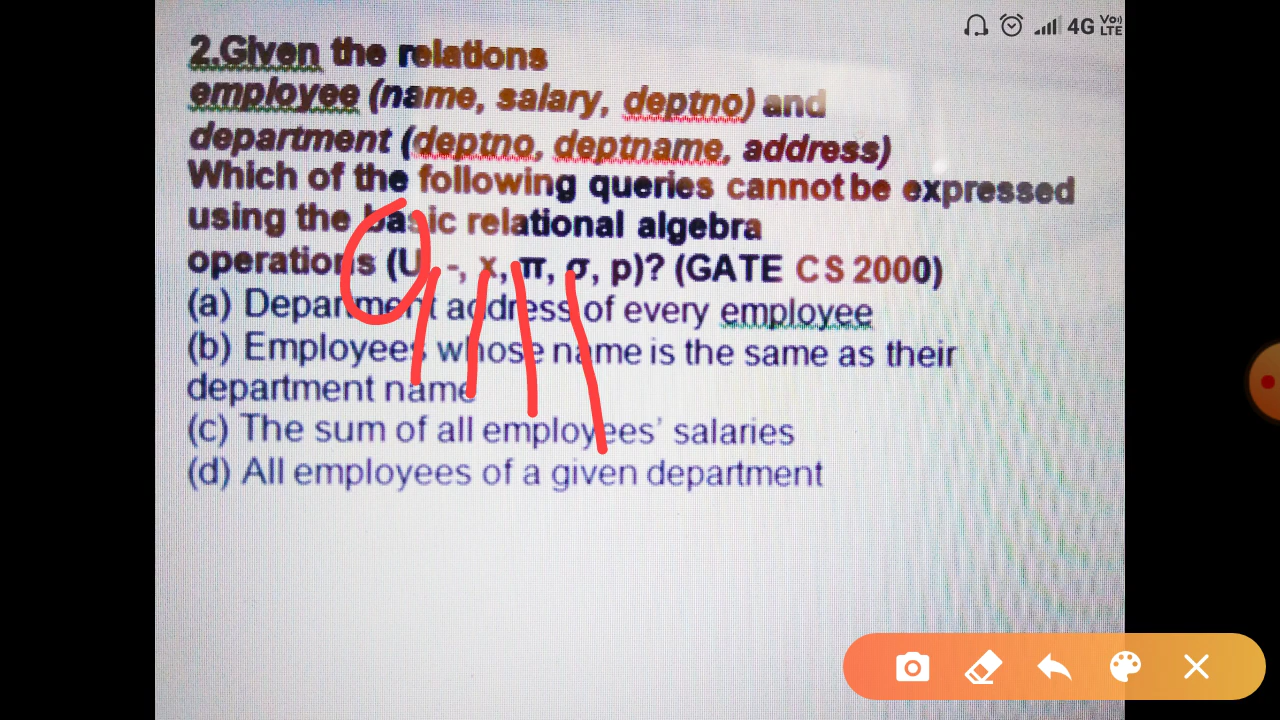 4G VoLTE
2.Given the relations
employee (name, salary, deptno) and
department (deptno, deptname, address)
Which of the following queries cannot be expressed
using the basic relational algebra
operations (U, -, x, π, σ, p)? (GATE CS 2000)
(a) Department address of every employee
(b) Employees whose name is the same as their
department name
(c) The sum of all employees' salaries
(d) All employees of a given department